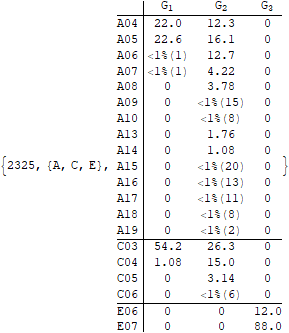 G1 G2 G3
A04 22.0 12.3 0
A05 22.6 16.1 0
A06 <1%(1) 12.7 0
A07 <1%(1) 4.22 0
A08 0 3.78 0
A09 0 <1%(15) 0
A10 0 <1%(8) 0
A13 0 1.76 0
A14 0 1.08 0
{2325, {A, C, E}, A15 0 <1%(20) 0 }
A16 0 <1%(13) 0
A17 0 <1%(11) 0
A18 0 <1%(8) 0
A19 0 <1%(2) 0
C03 54.2 26.3 0
C04 1.08 15.0 0
C05 0 3.14 0
C06 0 <1%(6) 0
E06 0 0 12.0
E07 0 0 88.0